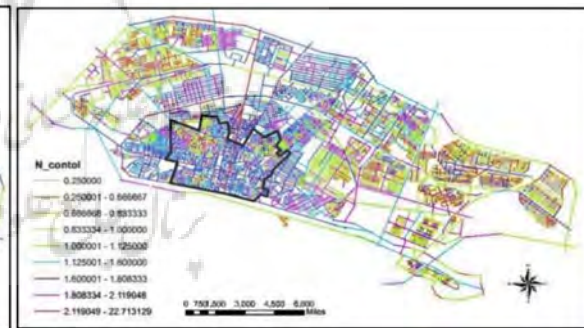 N_contol
0.250000
0.250001 - 0.666667
0.666668 - 0.833333
0.833334 - 1.000000
1.000001 - 1.125000
1.125001 - 1.600000
1.600001 - 1.808333
1.808334 - 2.119048
2.119049 - 22.713129
0 750 1,500 3,000 4,500 6,000
Miles